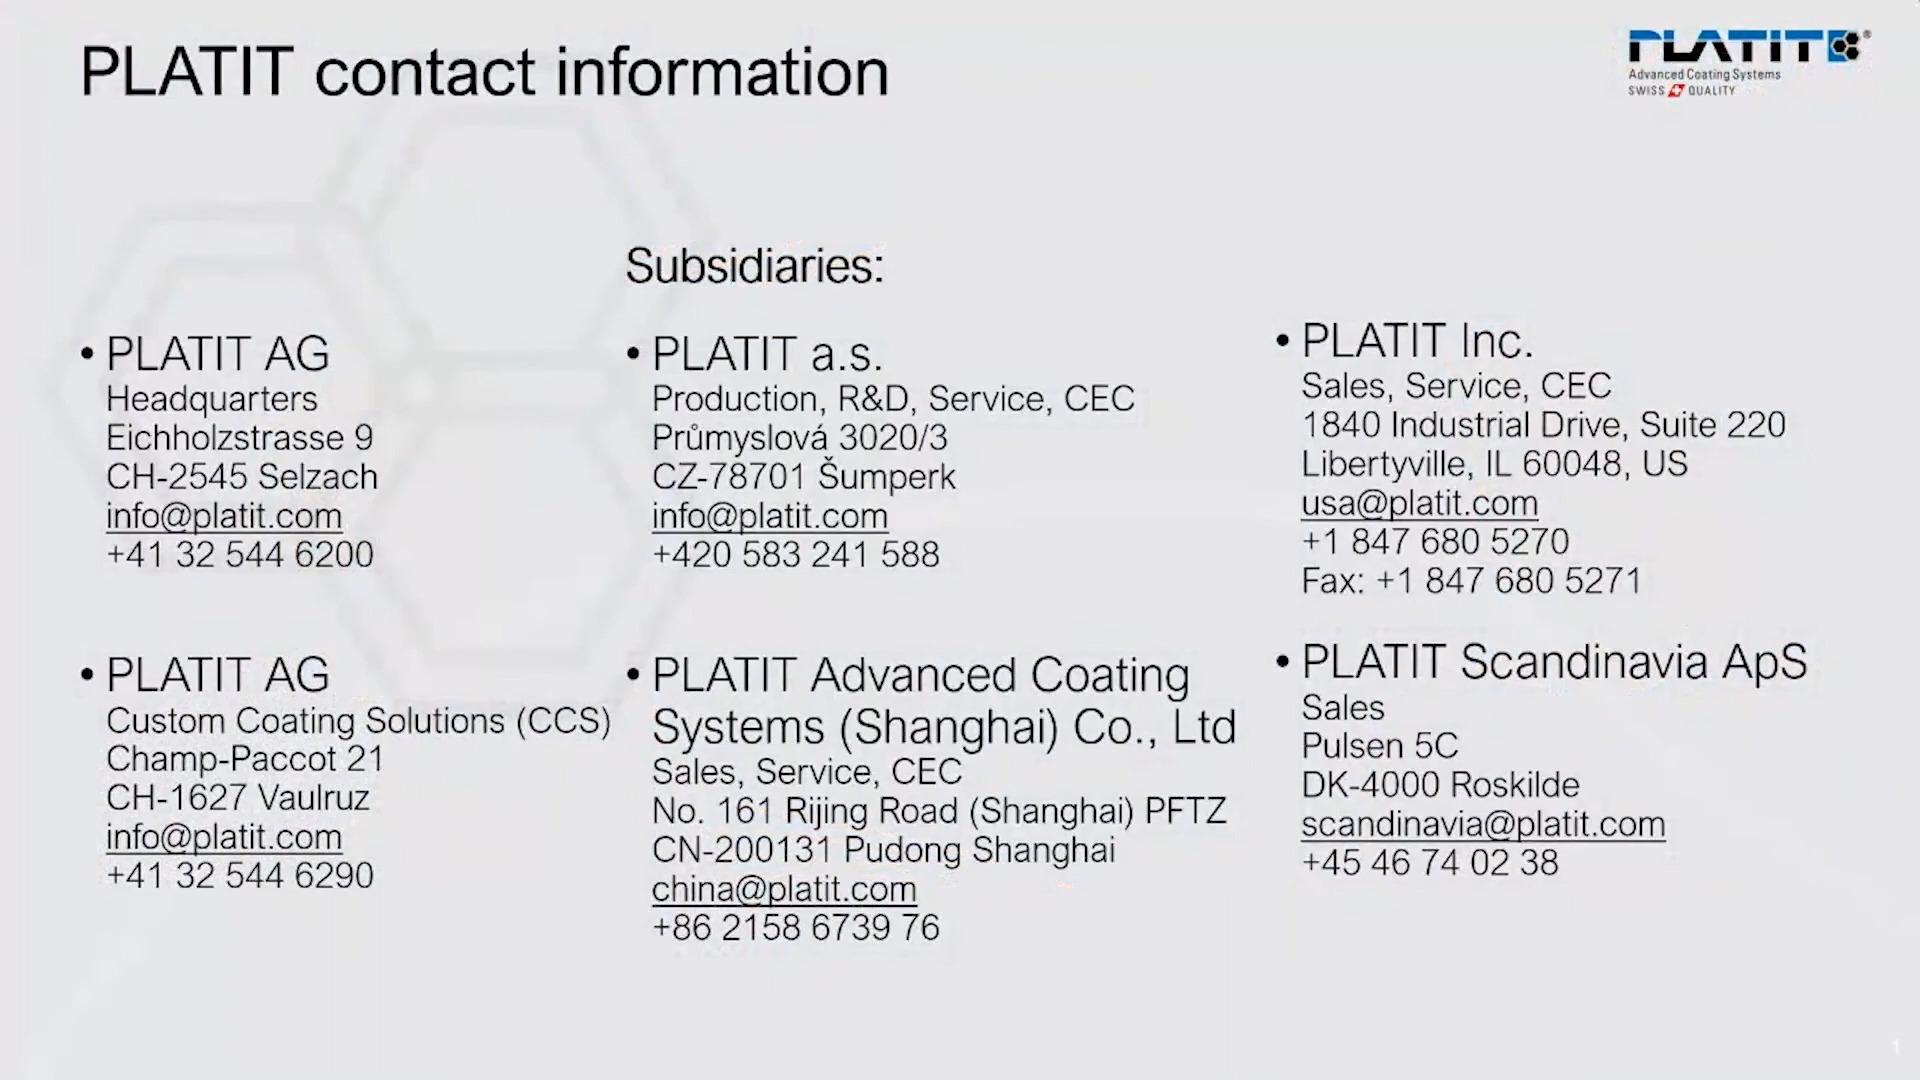 PLATIT contact information
PLATIT®
Advanced Coating Systems
SWISS QUALITY
• PLATIT AG
Headquarters
Eichholzstrasse 9
CH-2545 Selzach
info@platit.com
+41 32 544 6200
• PLATIT AG
Custom Coating Solutions (CCS)
Champ-Paccot 21
CH-1627 Vaulruz
info@platit.com
+41 32 544 6290
Subsidiaries:
• PLATIT a.s.
Production, R&D, Service, CEC
Průmyslová 3020/3
CZ-78701 Šumperk
info@platit.com
+420 583 241 588
• PLATIT Advanced Coating
Systems (Shanghai) Co., Ltd
Sales, Service, CEC
No. 161 Rijing Road (Shanghai) PFTZ
CN-200131 Pudong Shanghai
china@platit.com
+86 2158 6739 76
• PLATIT Inc.
Sales, Service, CEC
1840 Industrial Drive, Suite 220
Libertyville, IL 60048, US
usa@platit.com
+1 847 680 5270
Fax: +1 847 680 5271
• PLATIT Scandinavia ApS
Sales
Pulsen 5C
DK-4000 Roskilde
scandinavia@platit.com
+45 46 74 02 38
1